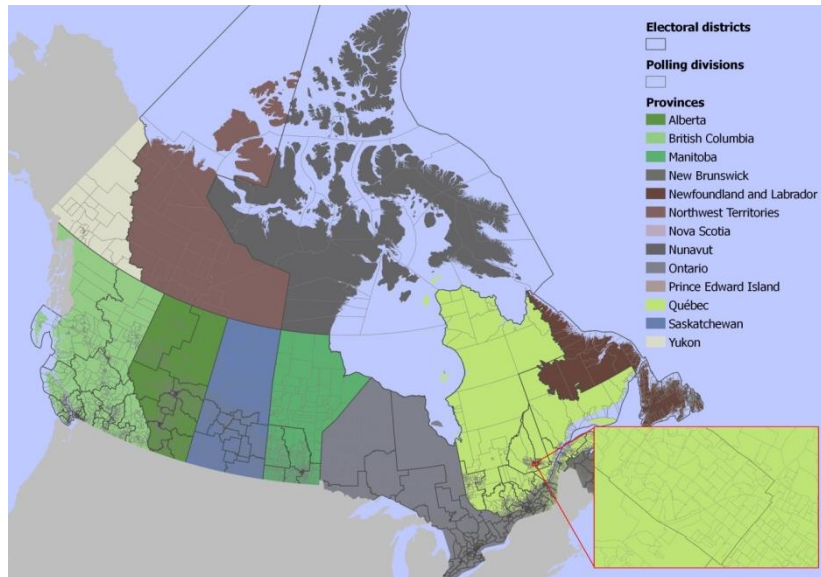 Electoral districts
Polling divisions
Provinces
Alberta
British Columbia
Manitoba
New Brunswick
Newfoundland and Labrador
Northwest Territories
Nova Scotia
Nunavut
Ontario
Prince Edward Island
Québec
Saskatchewan
Yukon